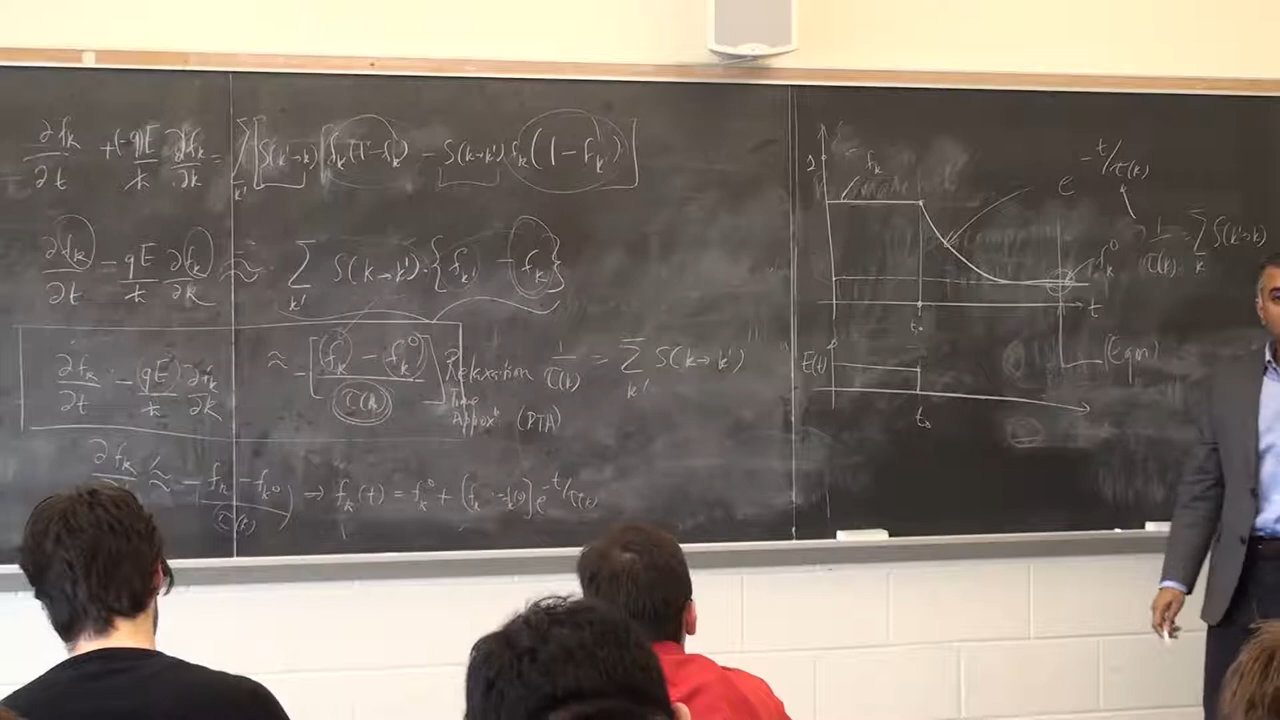 ∂f_k/∂t + (-q)E/ħ ∂f_k/∂k = Σ_k' [S(k'→k) f_k'(1-f_k) - S(k→k') f_k(1-f_k')]
∂f_k/∂t - qE/ħ ∂f_k/∂k ≈ Σ_k' S(k→k')·{f_k' - f_k}
∂f_k/∂t - (qE)/ħ ∂f_k/∂k ≈ -[(f_k - f_k^0)/τ(k)] Relaxation Time Approx^n (RTA) 1/τ(k) = Σ_k' S(k→k')
∂f_k/ ≈ -(f_k - f_k^0)/τ(k) ⇒ f_k(t) = f_k^0 + [f_k - f_k^0] e^{-t/τ(k)}
1
f_k
e^{-t/τ(k)}
1/τ(k) = Σ_k S(k'→k)
f_k^0
t
t_0
E(t)
(Eqm)
t_0